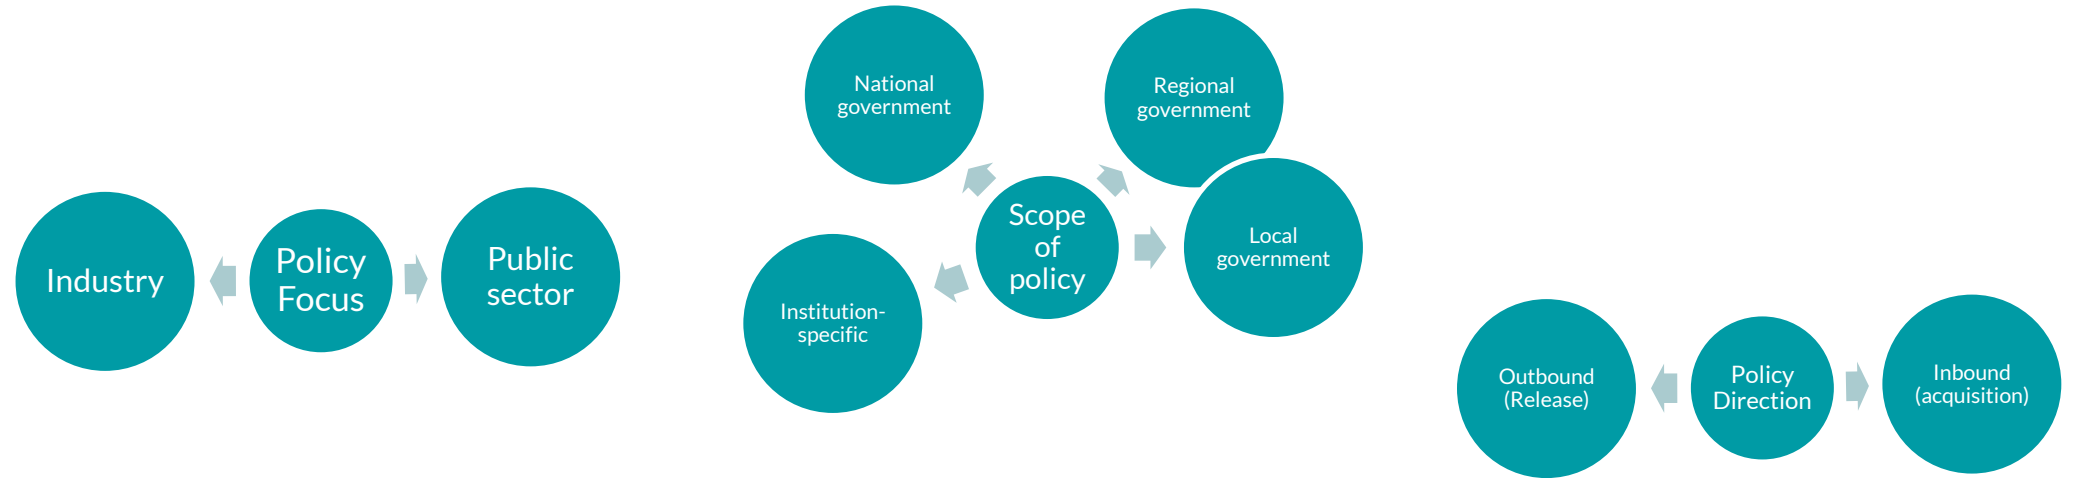 Industry
Policy
Focus
Public
sector
National
government
Regional
government
Scope
of
policy
Local
government
Institution-
specific
Outbound
(Release)
Policy
Direction
Inbound
(acquisition)